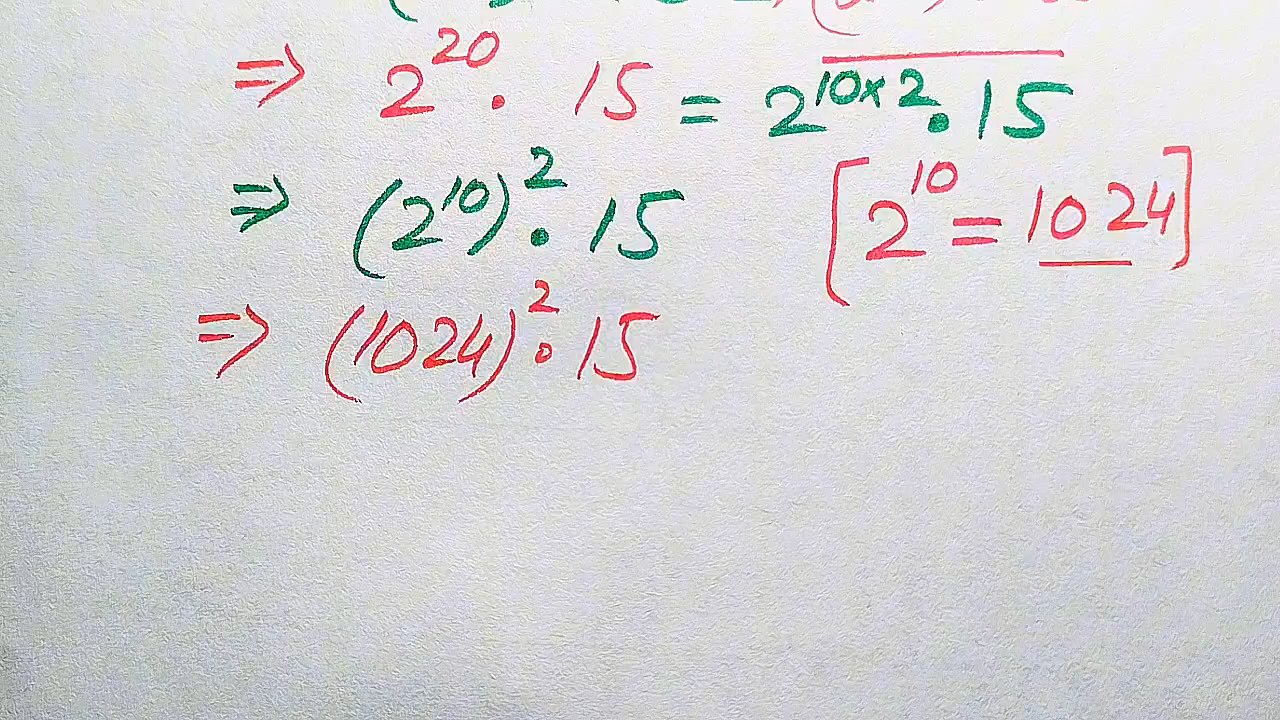 ⇒ 2^20 · 15 = 2^10×2 · 15
⇒ (2^10)^2 · 15 [2^10 = 1024]
⇒ (1024)^2 · 15